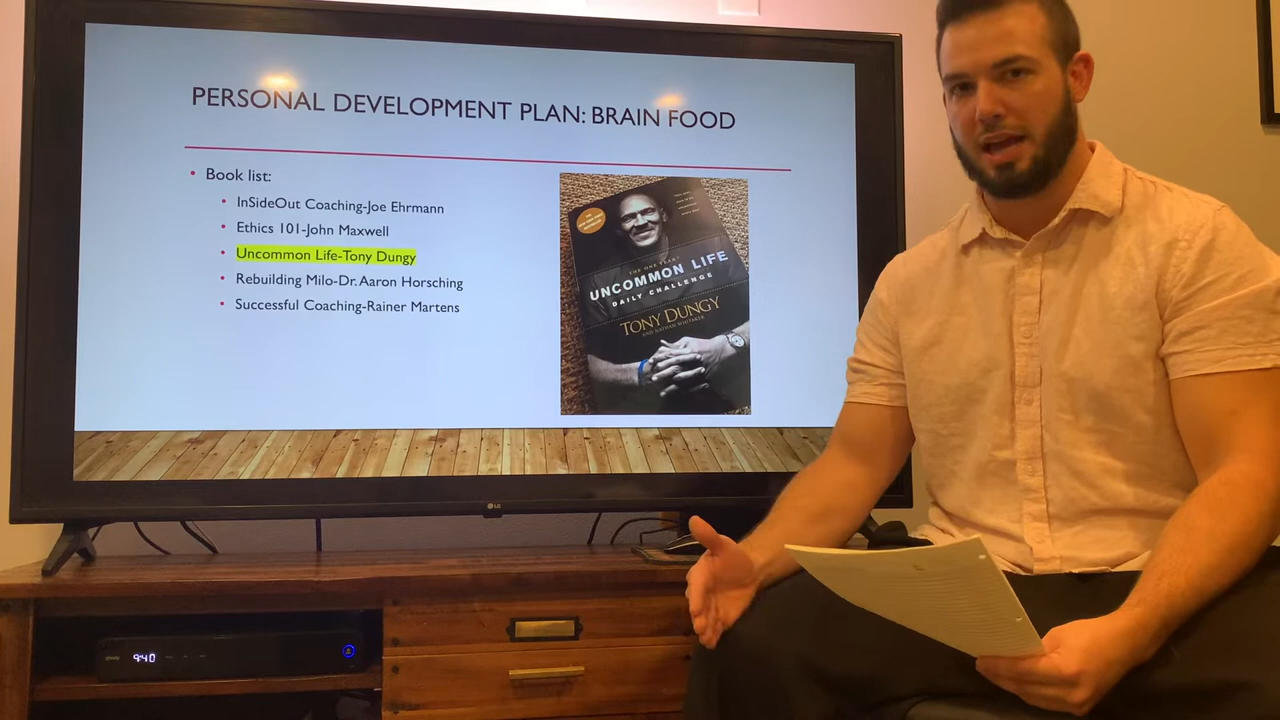 PERSONAL DEVELOPMENT PLAN: BRAIN FOOD
• Book list:
• InSideOut Coaching-Joe Ehrmann
• Ethics 101-John Maxwell
• Uncommon Life-Tony Dungy
• Rebuilding Milo-Dr. Aaron Horsching
• Successful Coaching-Rainer Martens
THE ONE YEAR
UNCOMMON LIFE
DAILY CHALLENGE
TONY DUNGY
AND NATHAN WHITAKER
LG
xfinity
9:40